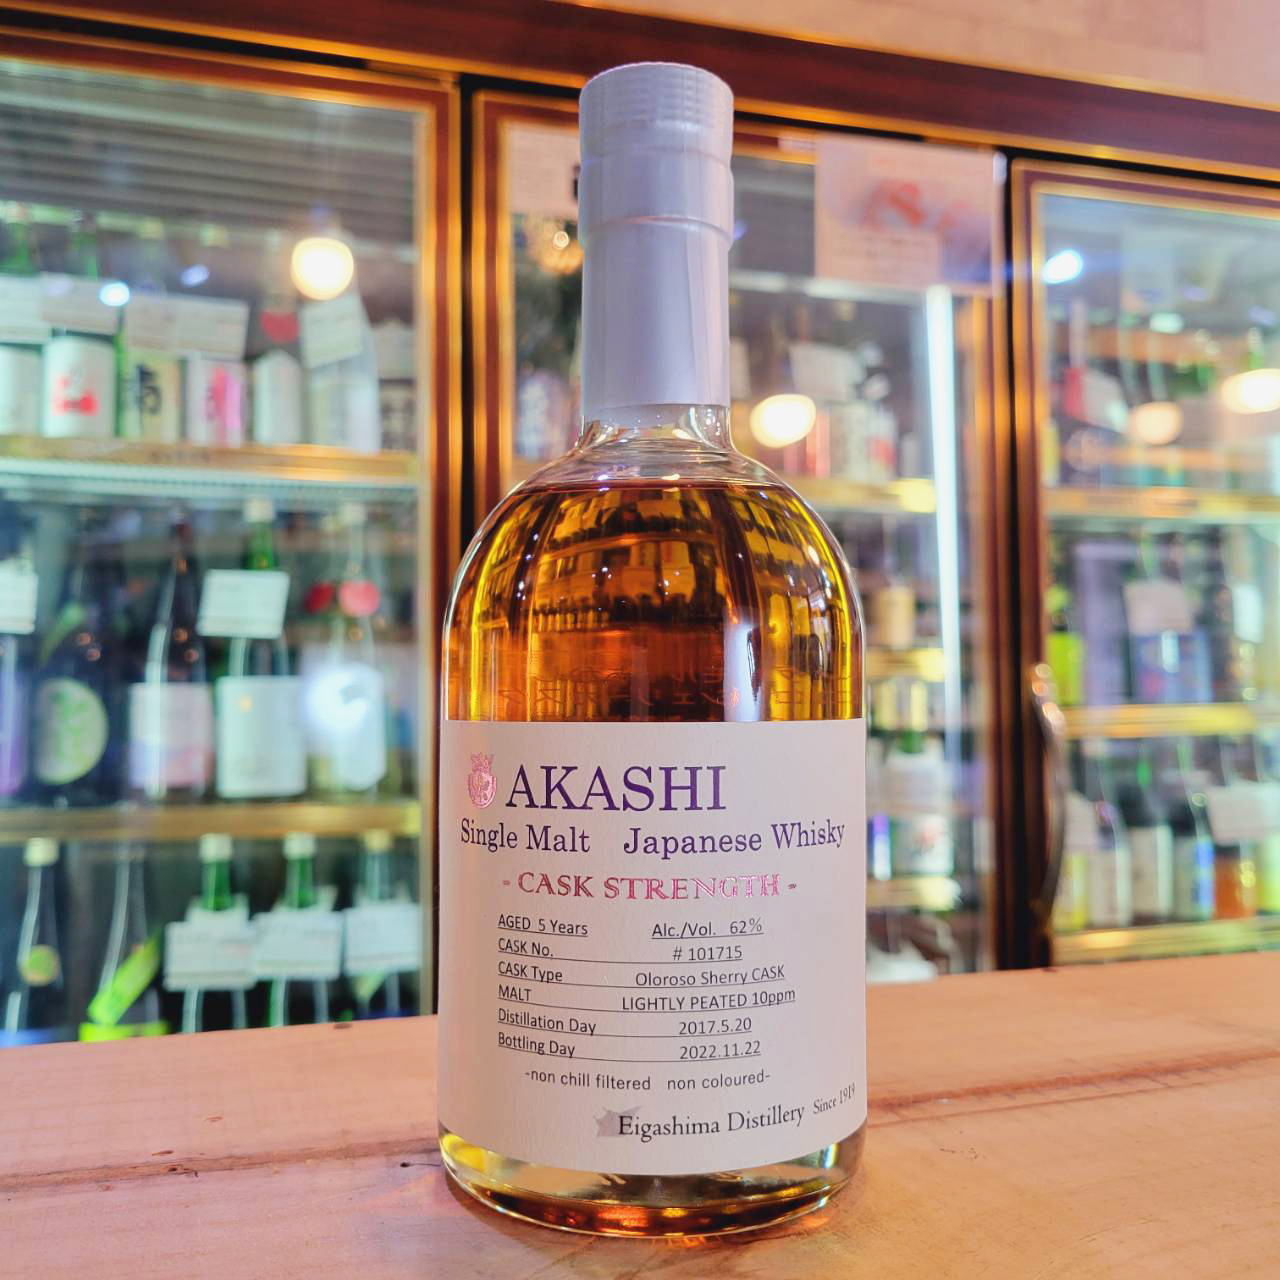 AKASHI
Single Malt Japanese Whisky
- CASK STRENGTH -
AGED 5 Years Alc./Vol. 62%
CASK No. # 101715
CASK Type Oloroso Sherry CASK
MALT LIGHTLY PEATED 10ppm
Distillation Day 2017.5.20
Bottling Day 2022.11.22
-non chill filtered non coloured-
Eigashima Distillery Since 1919